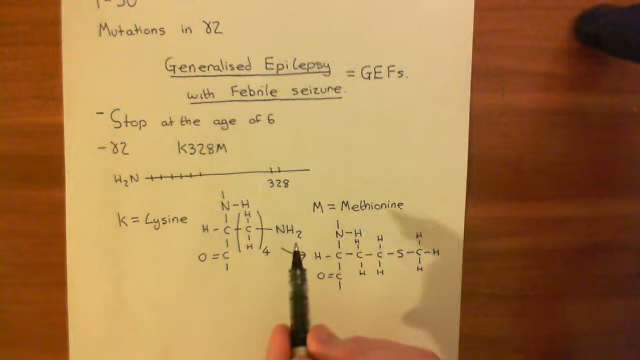 Mutations in γ2
Generalised Epilepsy
with Febrile seizure. = GEFs.
- Stop at the age of 6
- γ2 K328M
H₂N
328
K = Lysine
M = Methionine
N-H
H
H-C-(C)-NH₂
H 4
O=C
N-H
H H H
H-C-C-C-S-C-H
H H H
O=C